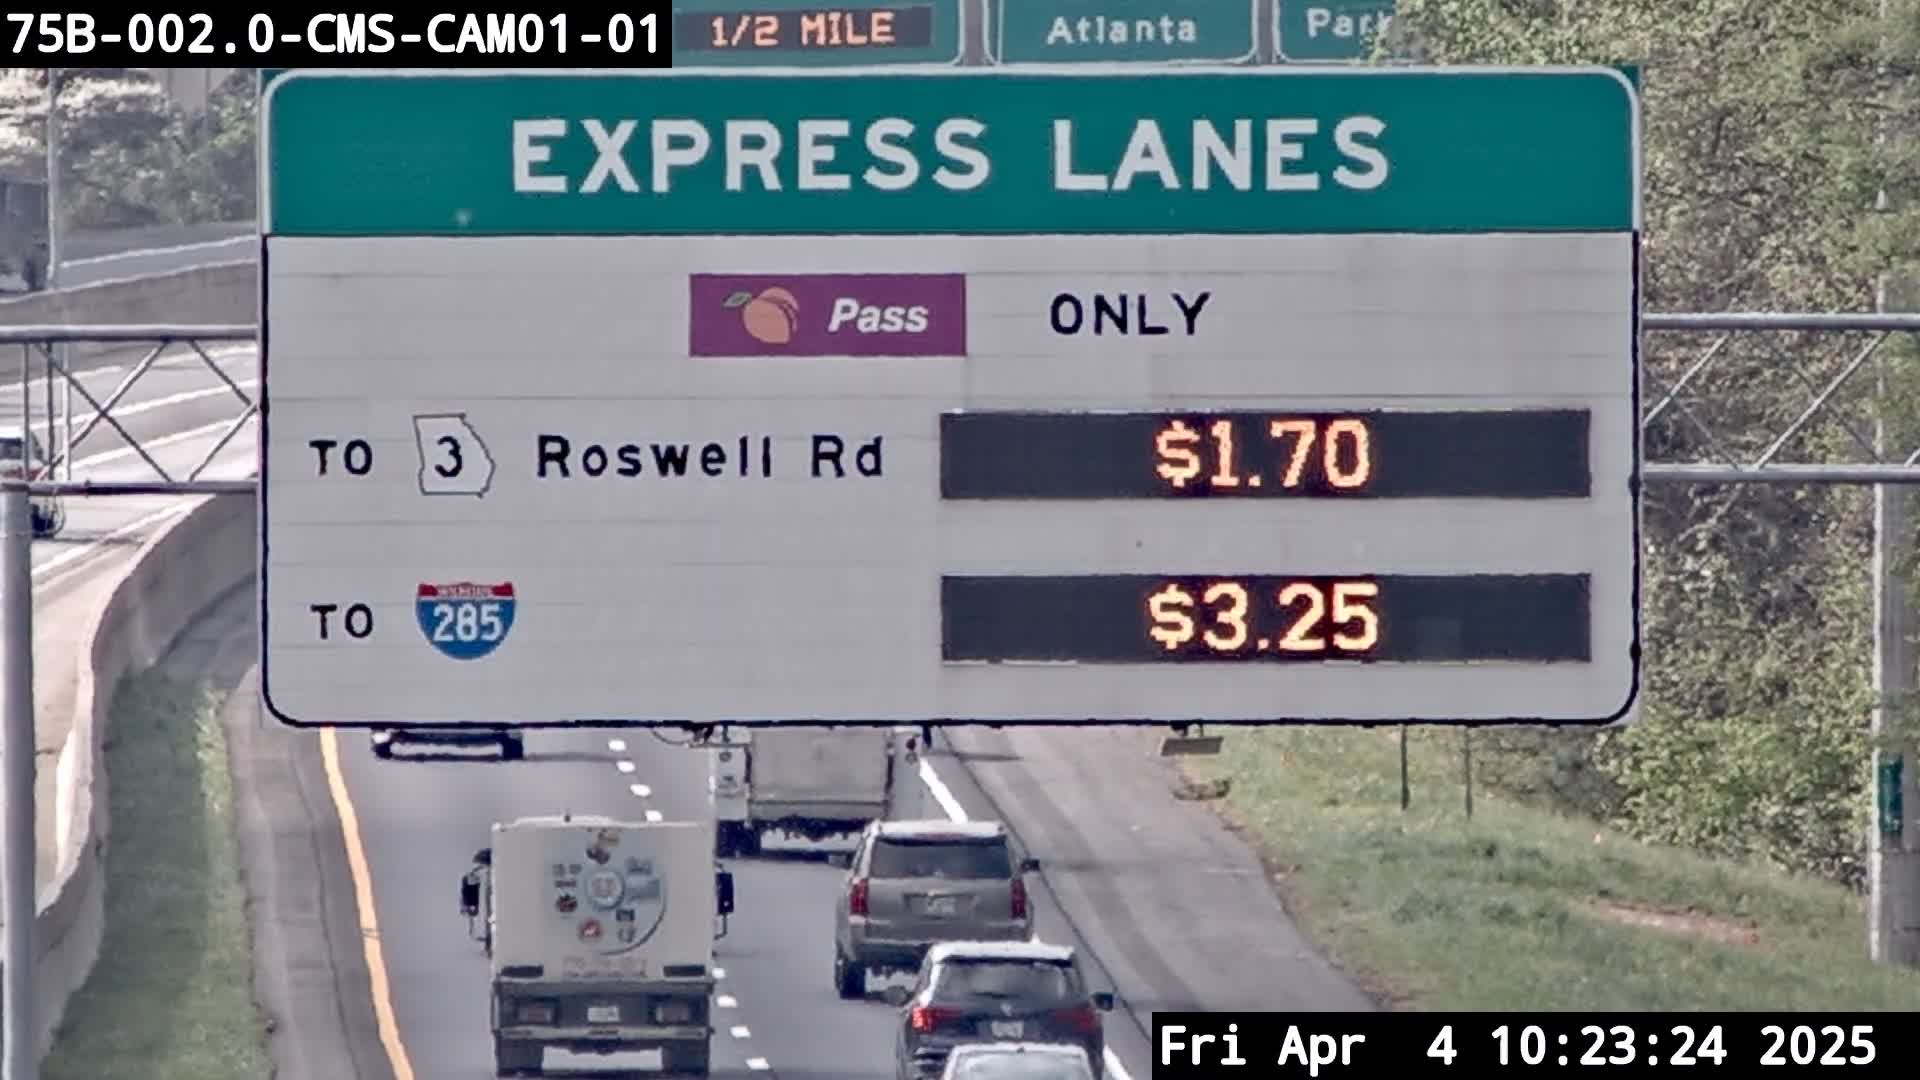 75B-002.0-CMS-CAM01-01
1/2 MILE
Atlanta
Park
EXPRESS LANES
Pass ONLY
TO 3 Roswell Rd $1.70
TO 285 $3.25
Fri Apr 4 10:23:24 2025